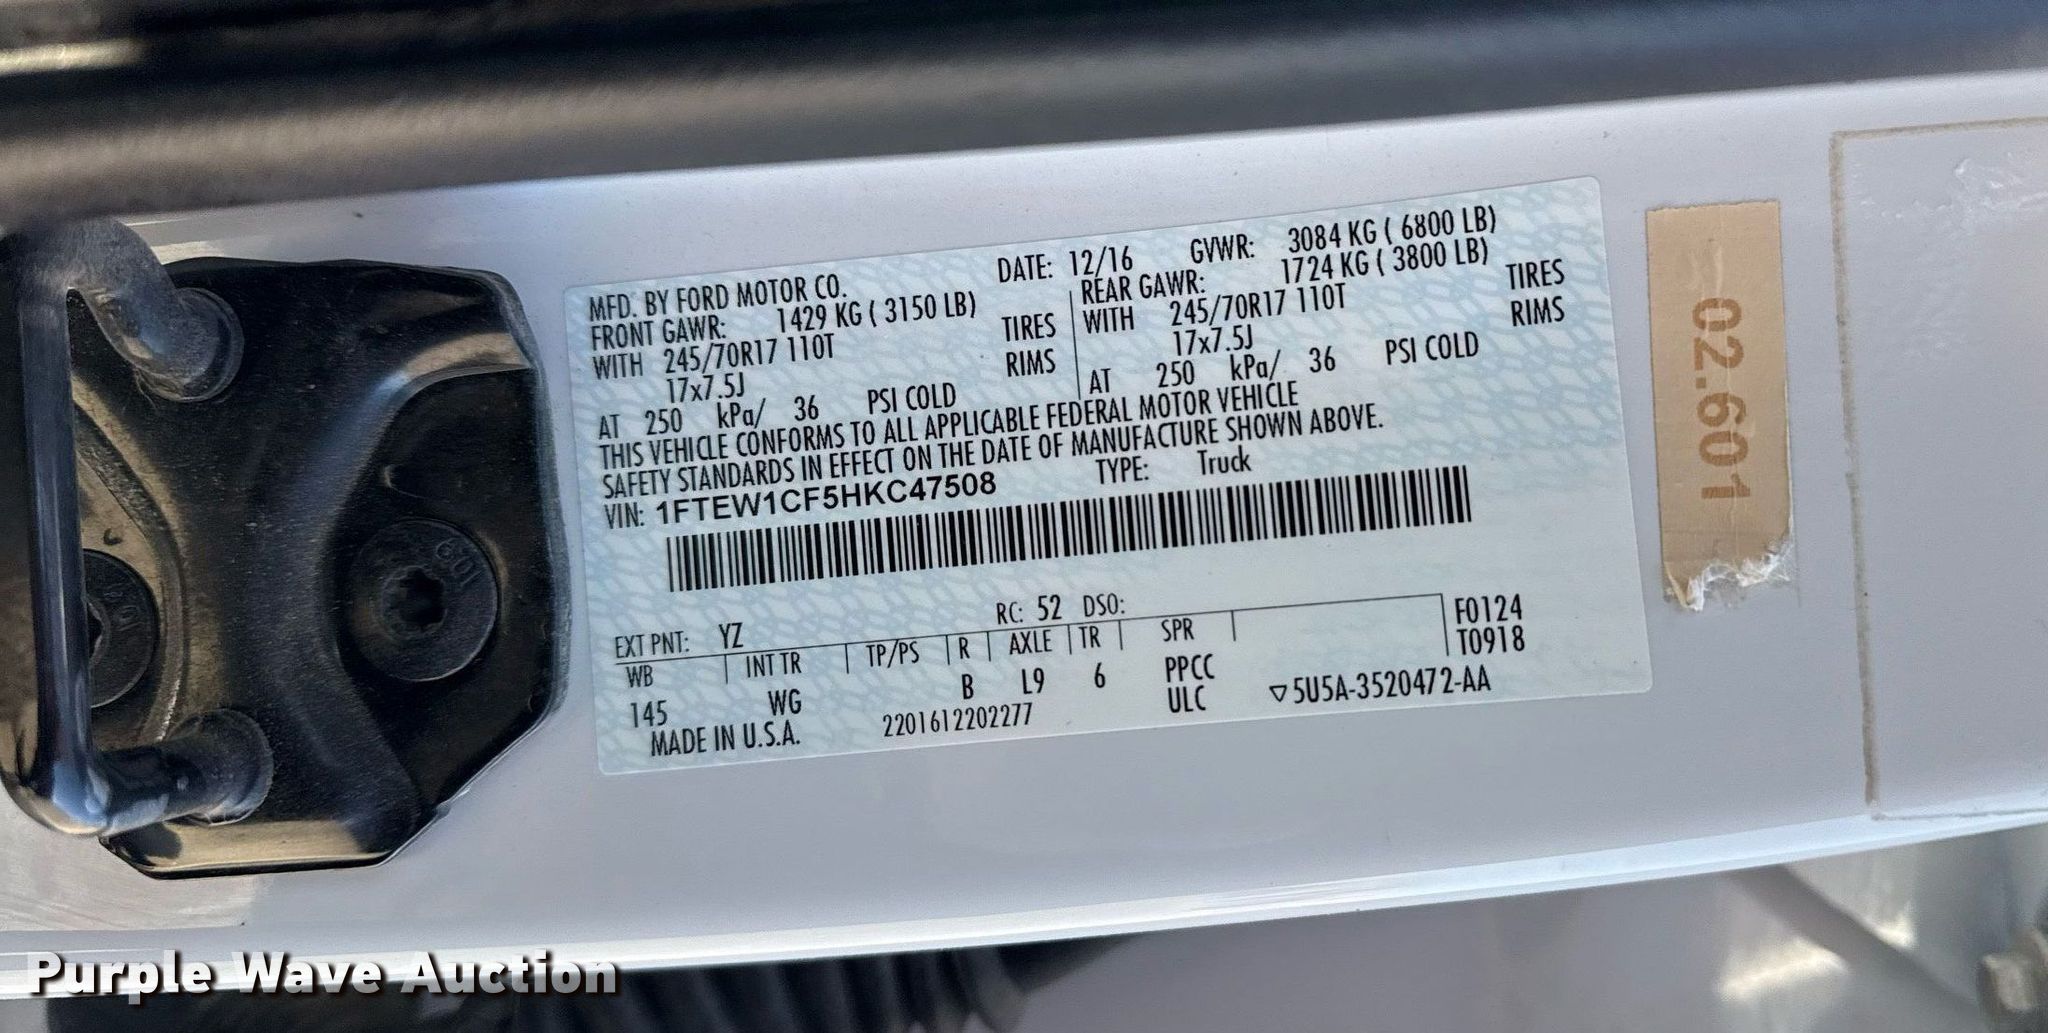 MFD. BY FORD MOTOR CO.
DATE: 12/16 GVWR: 3084 KG ( 6800 LB)
FRONT GAWR: 1429 KG ( 3150 LB)
WITH 245/70R17 110T TIRES
17x7.5J RIMS
AT 250 kPa/ 36 PSI COLD
REAR GAWR: 1724 KG ( 3800 LB)
WITH 245/70R17 110T TIRES
17x7.5J RIMS
AT 250 kPa/ 36 PSI COLD
THIS VEHICLE CONFORMS TO ALL APPLICABLE FEDERAL MOTOR VEHICLE
SAFETY STANDARDS IN EFFECT ON THE DATE OF MANUFACTURE SHOWN ABOVE.
VIN: 1FTEW1CF5HKC47508 TYPE: Truck
EXT PNT: YZ RC: 52 DSO:
WB INT TR TP/PS R AXLE TR SPR
145 WG B L9 6 PPCC
ULC
F0124
T0918
MADE IN U.S.A. 2201612202277 ▽5U5A-3520472-AA
02.601
109
Purple Wave Auction